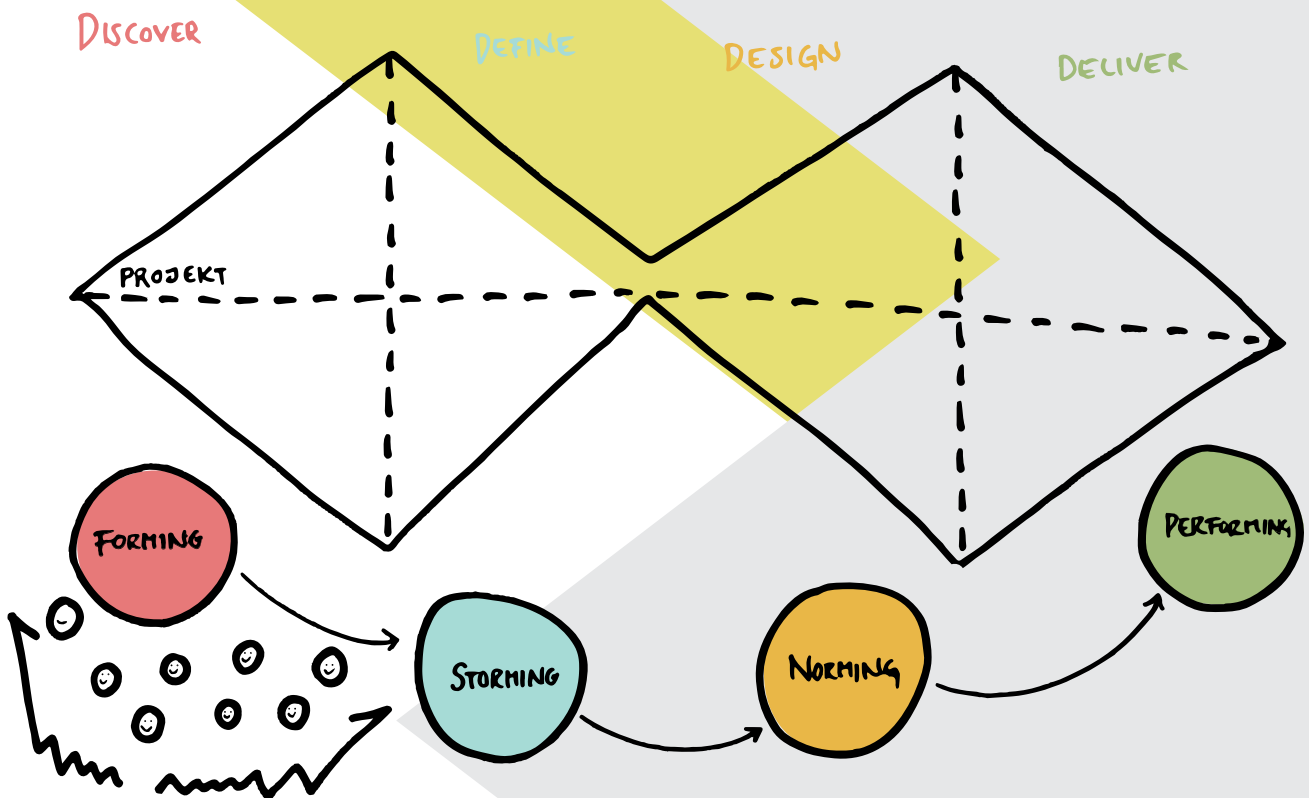 DISCOVER
DEFINE
DESIGN
DELIVER
PROJEKT
FORMING
STORMING
NORMING
PERFORMING